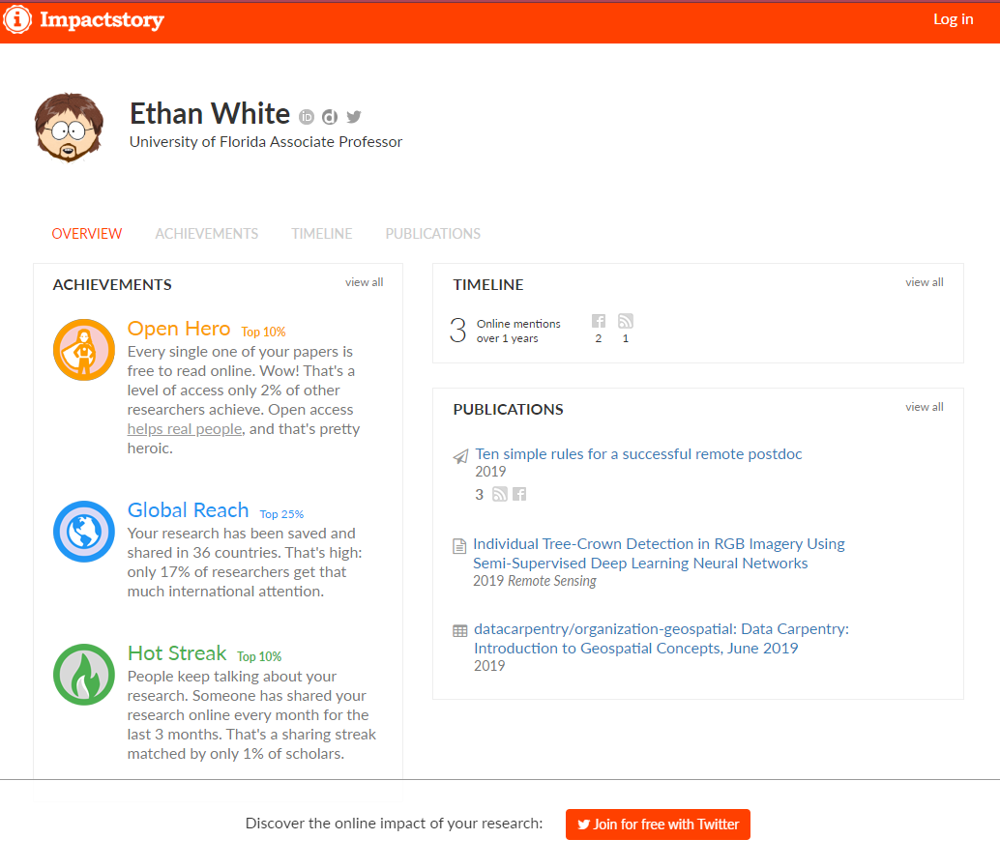 Impactstory
Log in
Ethan White
University of Florida Associate Professor
OVERVIEW
ACHIEVEMENTS
TIMELINE
PUBLICATIONS
ACHIEVEMENTS
view all
Open Hero Top 10%
Every single one of your papers is
free to read online. Wow! That's a
level of access only 2% of other
researchers achieve. Open access
helps real people, and that's pretty
heroic.
Global Reach Top 25%
Your research has been saved and
shared in 36 countries. That's high:
only 17% of researchers get that
much international attention.
Hot Streak Top 10%
People keep talking about your
research. Someone has shared your
research online every month for the
last 3 months. That's a sharing streak
matched by only 1% of scholars.
TIMELINE
view all
3
Online mentions
over 1 years
2
1
PUBLICATIONS
view all
Ten simple rules for a successful remote postdoc
2019
3
Individual Tree-Crown Detection in RGB Imagery Using
Semi-Supervised Deep Learning Neural Networks
2019 Remote Sensing
datacarpentry/organization-geospatial: Data Carpentry:
Introduction to Geospatial Concepts, June 2019
2019
Discover the online impact of your research:
Join for free with Twitter